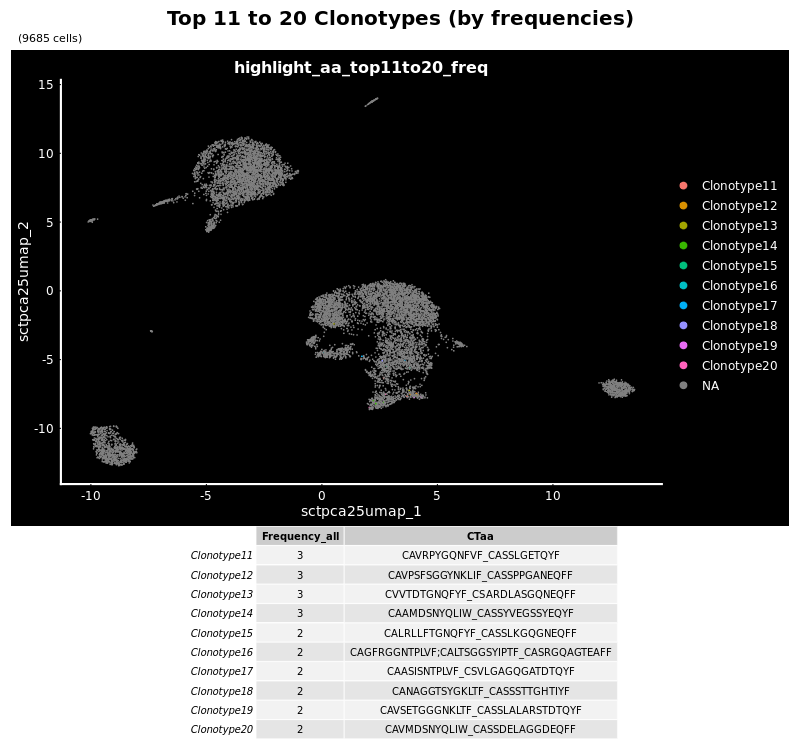 Top 11 to 20 Clonotypes (by frequencies)
(9685 cells)
highlight_aa_top11to20_freq
15
10
5
0
-5
-10
sctpca25umap_2
-10 -5 0 5 10
sctpca25umap_1
Clonotype11
Clonotype12
Clonotype13
Clonotype14
Clonotype15
Clonotype16
Clonotype17
Clonotype18
Clonotype19
Clonotype20
NA
Frequency_all CTaa
Clonotype11 3 CAVRPYGQNFVF_CASSLGETQYF
Clonotype12 3 CAVPSFSGGYNKLIF_CASSPPGANEQFF
Clonotype13 3 CVVTDTGNQFYF_CSARDLASGQNEQFF
Clonotype14 3 CAAMDSNYQLIW_CASSYVEGSSYEQYF
Clonotype15 2 CALRLLFTGNQFYF_CASSLKGQGNEQFF
Clonotype16 2 CAGFRGGNTPLVF;CALTSGGSYIPTF_CASRGQAGTEAFF
Clonotype17 2 CAASISNTPLVF_CSVLGAGQGATDTQYF
Clonotype18 2 CANAGGTSYGKLTF_CASSSTTGHTIYF
Clonotype19 2 CAVSETGGGNKLTF_CASSLALARSTDTQYF
Clonotype20 2 CAVMDSNYQLIW_CASSDELAGGDEQFF